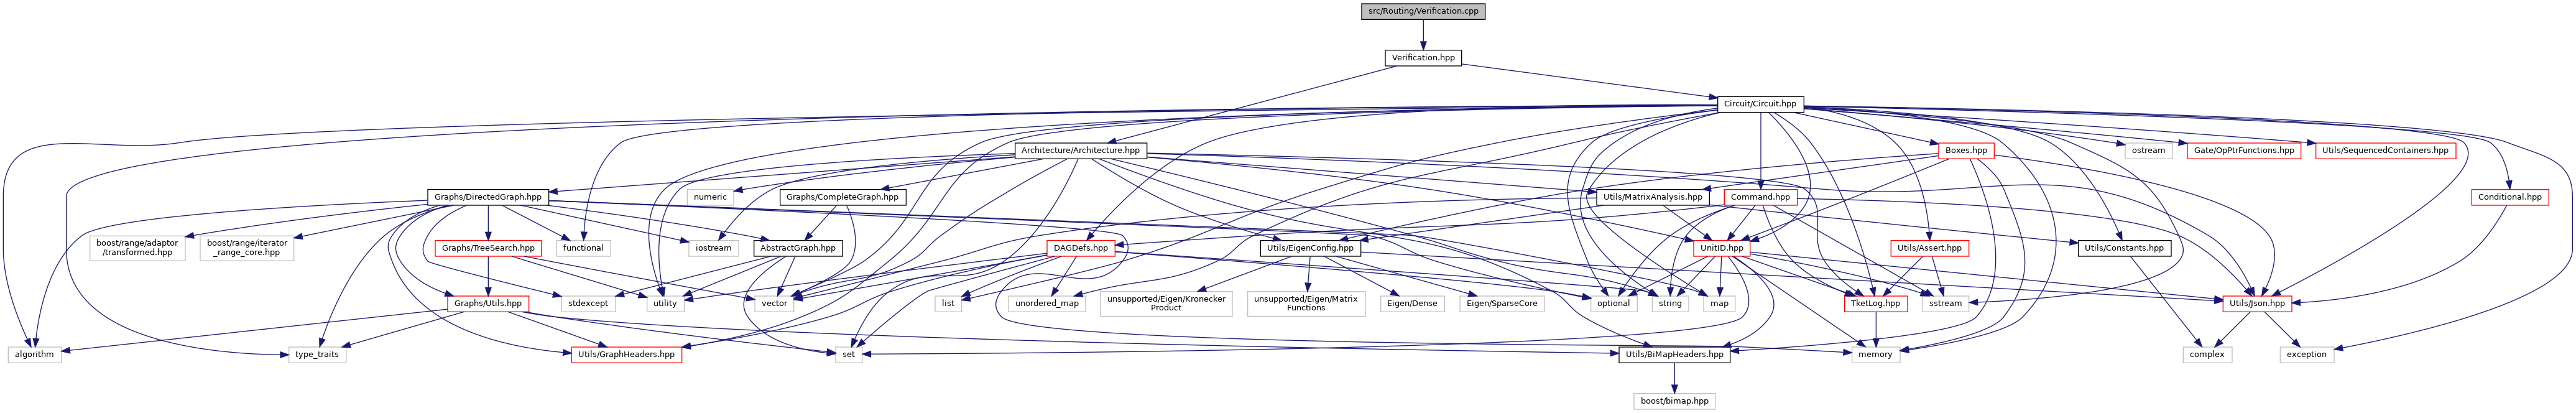 src/Routing/Verification.cpp
Verification.hpp
Circuit/Circuit.hpp
Architecture/Architecture.hpp
Boxes.hpp
ostream
Gate/OpPtrFunctions.hpp
Utils/SequencedContainers.hpp
Graphs/DirectedGraph.hpp
numeric
Graphs/CompleteGraph.hpp
Utils/MatrixAnalysis.hpp
Command.hpp
Conditional.hpp
boost/range/adaptor
/transformed.hpp
boost/range/iterator
_range_core.hpp
Graphs/TreeSearch.hpp
functional
iostream
AbstractGraph.hpp
DAGDefs.hpp
Utils/EigenConfig.hpp
UnitID.hpp
Utils/Assert.hpp
Utils/Constants.hpp
Graphs/Utils.hpp
stdexcept
utility
vector
list
unordered_map
unsupported/Eigen/Kronecker
Product
unsupported/Eigen/Matrix
Functions
Eigen/Dense
Eigen/SparseCore
optional
string
map
TketLog.hpp
sstream
Utils/Json.hpp
algorithm
type_traits
Utils/GraphHeaders.hpp
set
Utils/BiMapHeaders.hpp
memory
complex
exception
boost/bimap.hpp